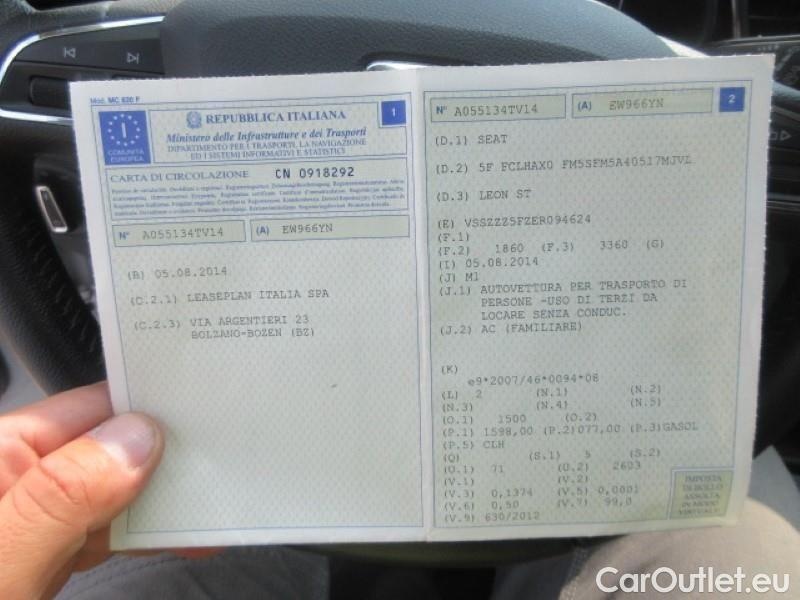 Mod. MC 820 F
1
I
COMUNITÀ
EUROPEA
REPUBBLICA ITALIANA
Ministero delle Infrastrutture e dei Trasporti
DIPARTIMENTO PER I TRASPORTI, LA NAVIGAZIONE
ED I SISTEMI INFORMATIVI E STATISTICI
CARTA DI CIRCOLAZIONE CN 0918292
N° A055134TV14 (A) EW966YN
(B) 05.08.2014
(C.2.1) LEASEPLAN ITALIA SPA
(C.2.3) VIA ARGENTIERI 23
BOLZANO-BOZEN (BZ)
N° A055134TV14 (A) EW966YN 2
(D.1) SEAT
(D.2) 5F FCLHAX0 FM5SFM5A40517MJVL
(D.3) LEON ST
(E) VSSZZZ5FZER094624
(F.1)
(F.2) 1860 (F.3) 3360 (G)
(I) 05.08.2014
(J) M1
(J.1) AUTOVETTURA PER TRASPORTO DI
PERSONE -USO DI TERZI DA
LOCARE SENZA CONDUC.
(J.2) AC (FAMILIARE)
(K)
e9*2007/46*0094*08
(L) 2 (N.1) (N.2)
(N.3) (N.4) (N.5)
(O.1) 1500 (O.2)
(P.1) 1598,00 (P.2)077,00 (P.3)GASOL
(P.5) CLH
(Q) (S.1) 5 (S.2)
(U.1) 71 (U.2) 2603
(V.1) (V.2)
(V.3) 0,1374 (V.5) 0,0001
(V.6) 0,50 (V.7) 99,0
(V.9) 630/2012
IMPOSTA
DI BOLLO
ASSOLTA
IN MODO
VIRTUALE
CarOutlet.eu